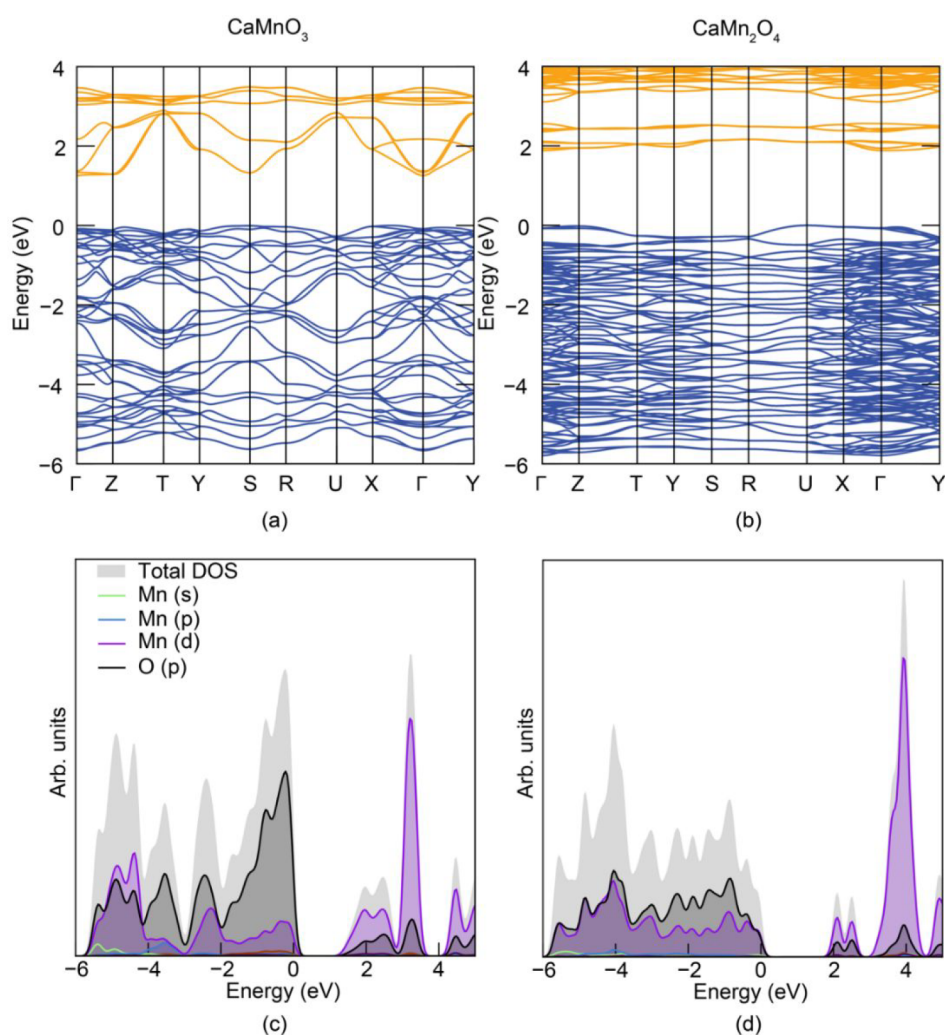 CaMnO3
CaMn2O4
4
2
0
−2
−4
−6
Energy (eV)
Γ Z T Y S R U X Γ Y
(a)
4
2
0
−2
−4
−6
Energy (eV)
Γ Z T Y S R U X Γ Y
(b)
Total DOS
Mn (s)
Mn (p)
Mn (d)
O (p)
Arb. units
−6 −4 −2 0 2 4
Energy (eV)
(c)
Arb. units
−6 −4 −2 0 2 4
Energy (eV)
(d)